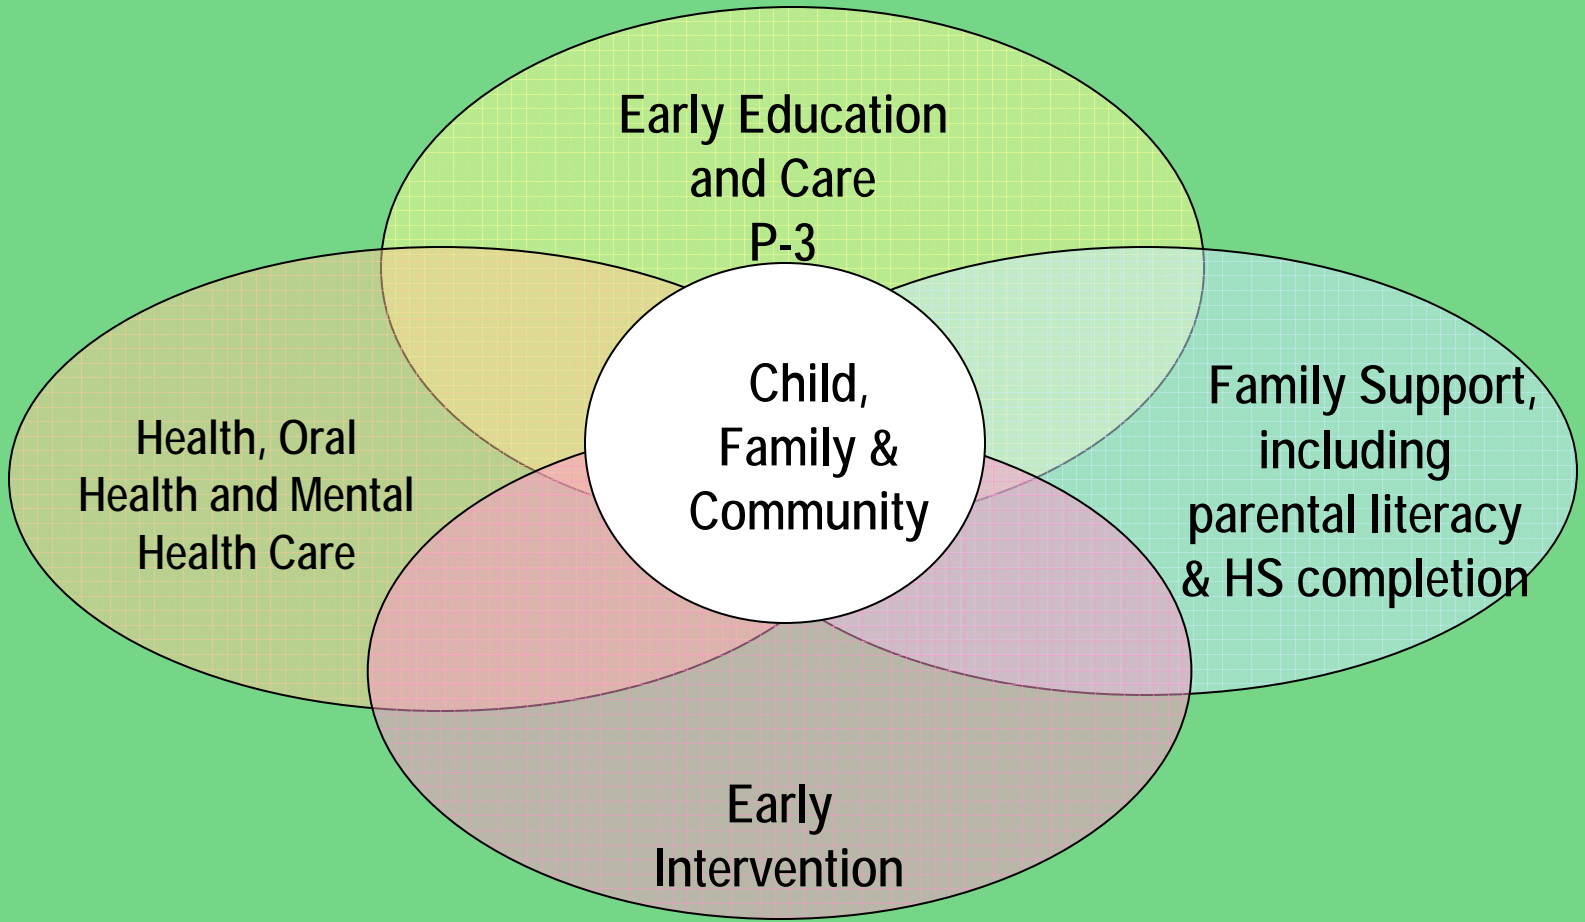 Early Education
and Care
P-3
Child,
Family &
Community
Health, Oral
Health and Mental
Health Care
Family Support,
including
parental literacy
& HS completion
Early
Intervention